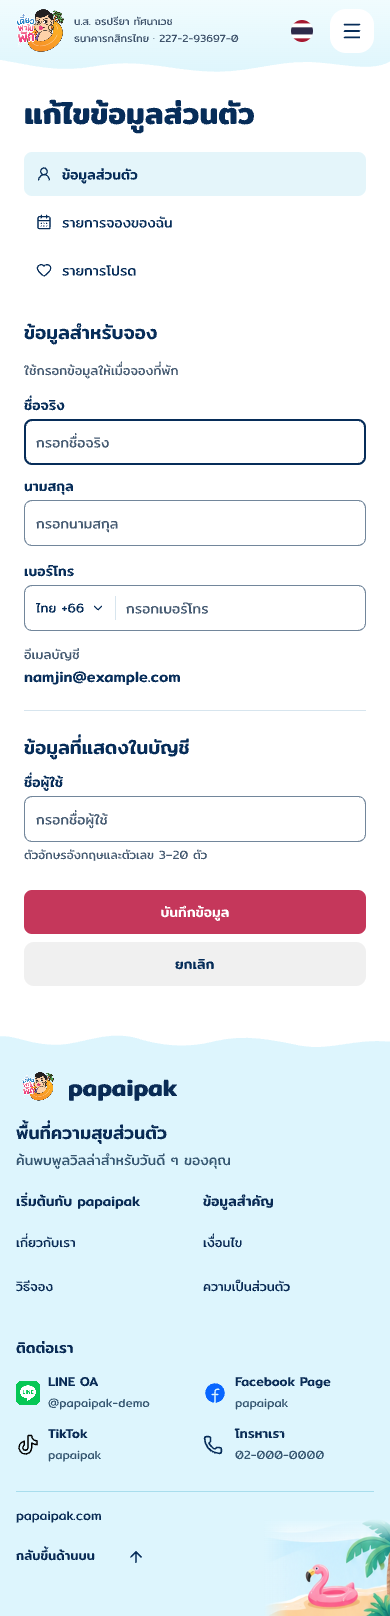 เที่ยวพาพัก
น.ส. อรปรียา ทัศนาเวช
ธนาคารกสิกรไทย · 227-2-93697-0
แก้ไขข้อมูลส่วนตัว
ข้อมูลส่วนตัว
รายการจองของฉัน
รายการโปรด
ข้อมูลสำหรับจอง
ใช้กรอกข้อมูลให้เมื่อจองที่พัก
ชื่อจริง
กรอกชื่อจริง
นามสกุล
กรอกนามสกุล
เบอร์โทร
ไทย +66 กรอกเบอร์โทร
อีเมลบัญชี
namjin@example.com
ข้อมูลที่แสดงในบัญชี
ชื่อผู้ใช้
กรอกชื่อผู้ใช้
ตัวอักษรอังกฤษและตัวเลข 3–20 ตัว
บันทึกข้อมูล
ยกเลิก
papaipak
พื้นที่ความสุขส่วนตัว
ค้นพบพูลวิลล่าสำหรับวันดี ๆ ของคุณ
เริ่มต้นกับ papaipak
เกี่ยวกับเรา
วิธีจอง
ข้อมูลสำคัญ
เงื่อนไข
ความเป็นส่วนตัว
ติดต่อเรา
LINE
LINE OA
@papaipak-demo
Facebook Page
papaipak
TikTok
papaipak
โทรหาเรา
02-000-0000
papaipak.com
กลับขึ้นด้านบน